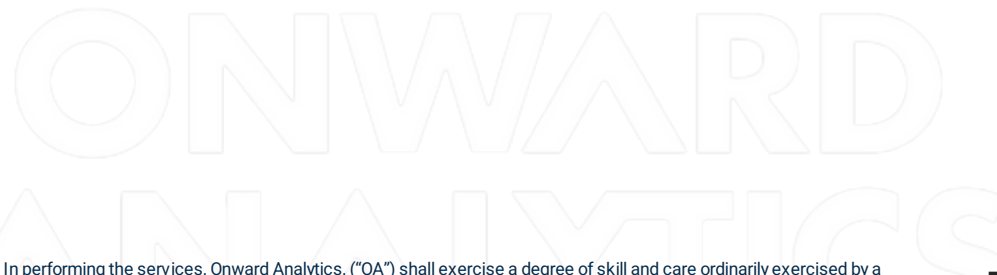 ONWARD
ANALYTICS
In performing the services, Onward Analytics, (“OA”) shall exercise a degree of skill and care ordinarily exercised by a